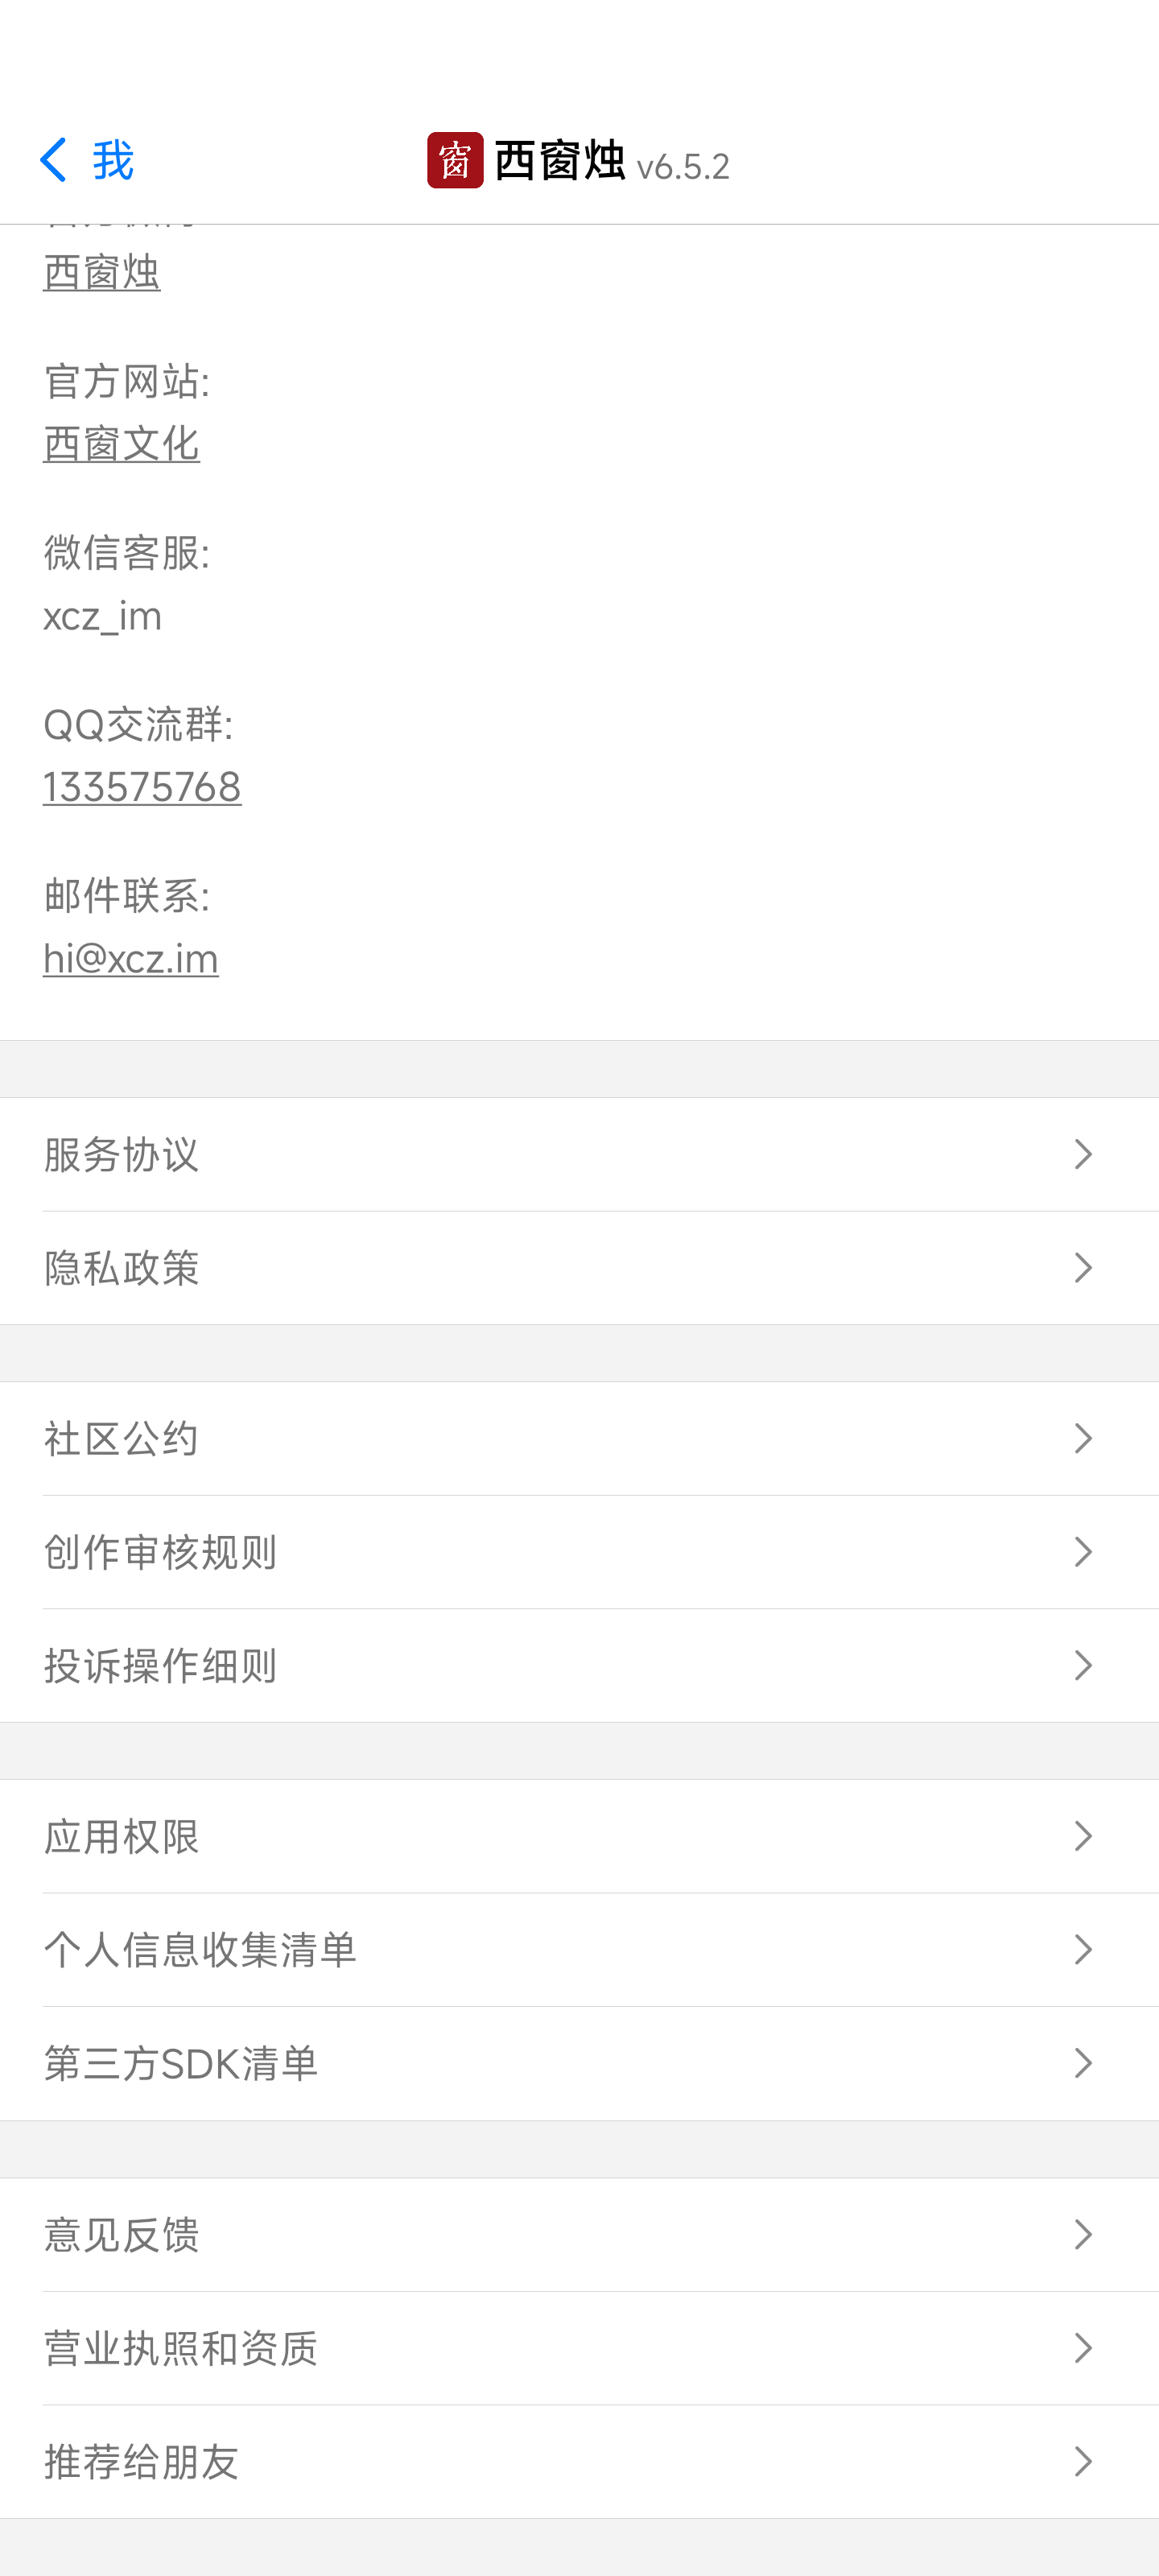 我
窗 西窗烛 v6.5.2
西窗烛
官方网站:
西窗文化
微信客服:
xcz_im
QQ交流群:
133575768
邮件联系:
hi@xcz.im
服务协议
隐私政策
社区公约
创作审核规则
投诉操作细则
应用权限
个人信息收集清单
第三方SDK清单
意见反馈
营业执照和资质
推荐给朋友